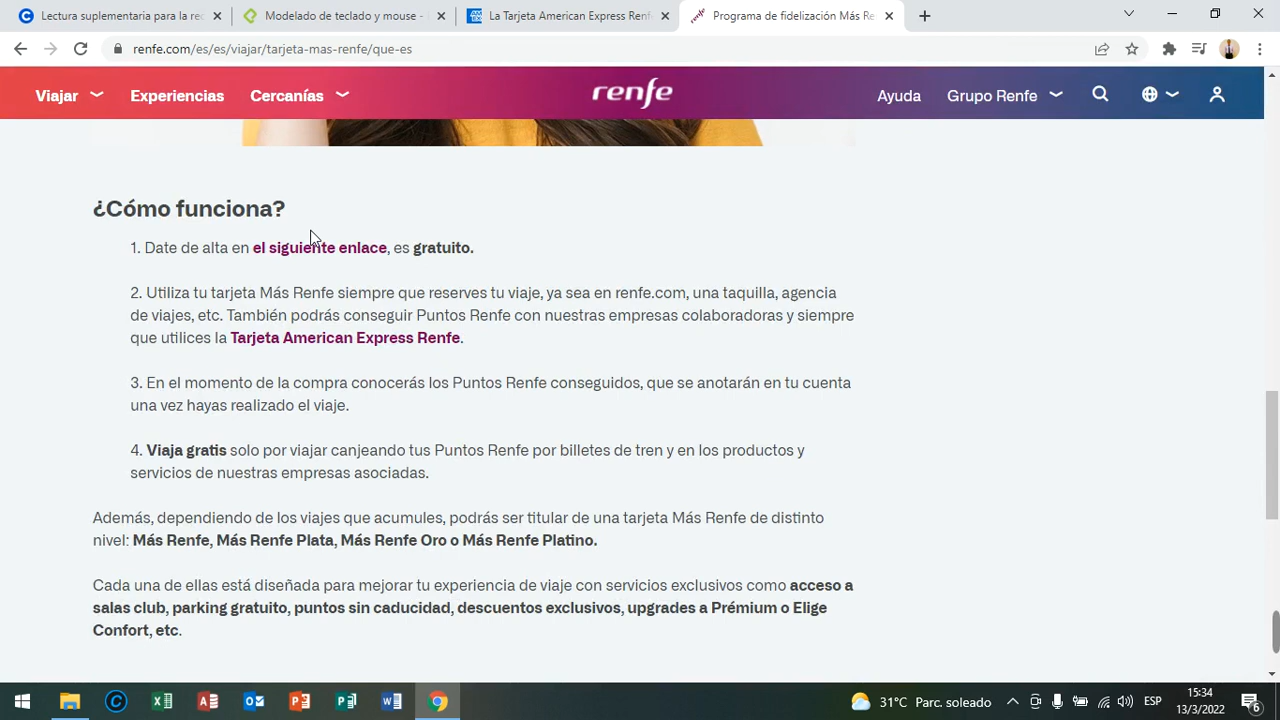 Lectura suplementaria para la res
Modelado de teclado y mouse -
La Tarjeta American Express Renfe
Programa de fidelización Más Re
renfe.com/es/es/viajar/tarjeta-mas-renfe/que-es
Viajar Experiencias Cercanías renfe Ayuda Grupo Renfe
¿Cómo funciona?
1. Date de alta en el siguiente enlace, es gratuito.
2. Utiliza tu tarjeta Más Renfe siempre que reserves tu viaje, ya sea en renfe.com, una taquilla, agencia
de viajes, etc. También podrás conseguir Puntos Renfe con nuestras empresas colaboradoras y siempre
que utilices la Tarjeta American Express Renfe.
3. En el momento de la compra conocerás los Puntos Renfe conseguidos, que se anotarán en tu cuenta
una vez hayas realizado el viaje.
4. Viaja gratis solo por viajar canjeando tus Puntos Renfe por billetes de tren y en los productos y
servicios de nuestras empresas asociadas.
Además, dependiendo de los viajes que acumules, podrás ser titular de una tarjeta Más Renfe de distinto
nivel: Más Renfe, Más Renfe Plata, Más Renfe Oro o Más Renfe Platino.
Cada una de ellas está diseñada para mejorar tu experiencia de viaje con servicios exclusivos como acceso a
salas club, parking gratuito, puntos sin caducidad, descuentos exclusivos, upgrades a Prémium o Elige
Confort, etc.
31°C Parc. soleado ESP
15:34
13/3/2022
6